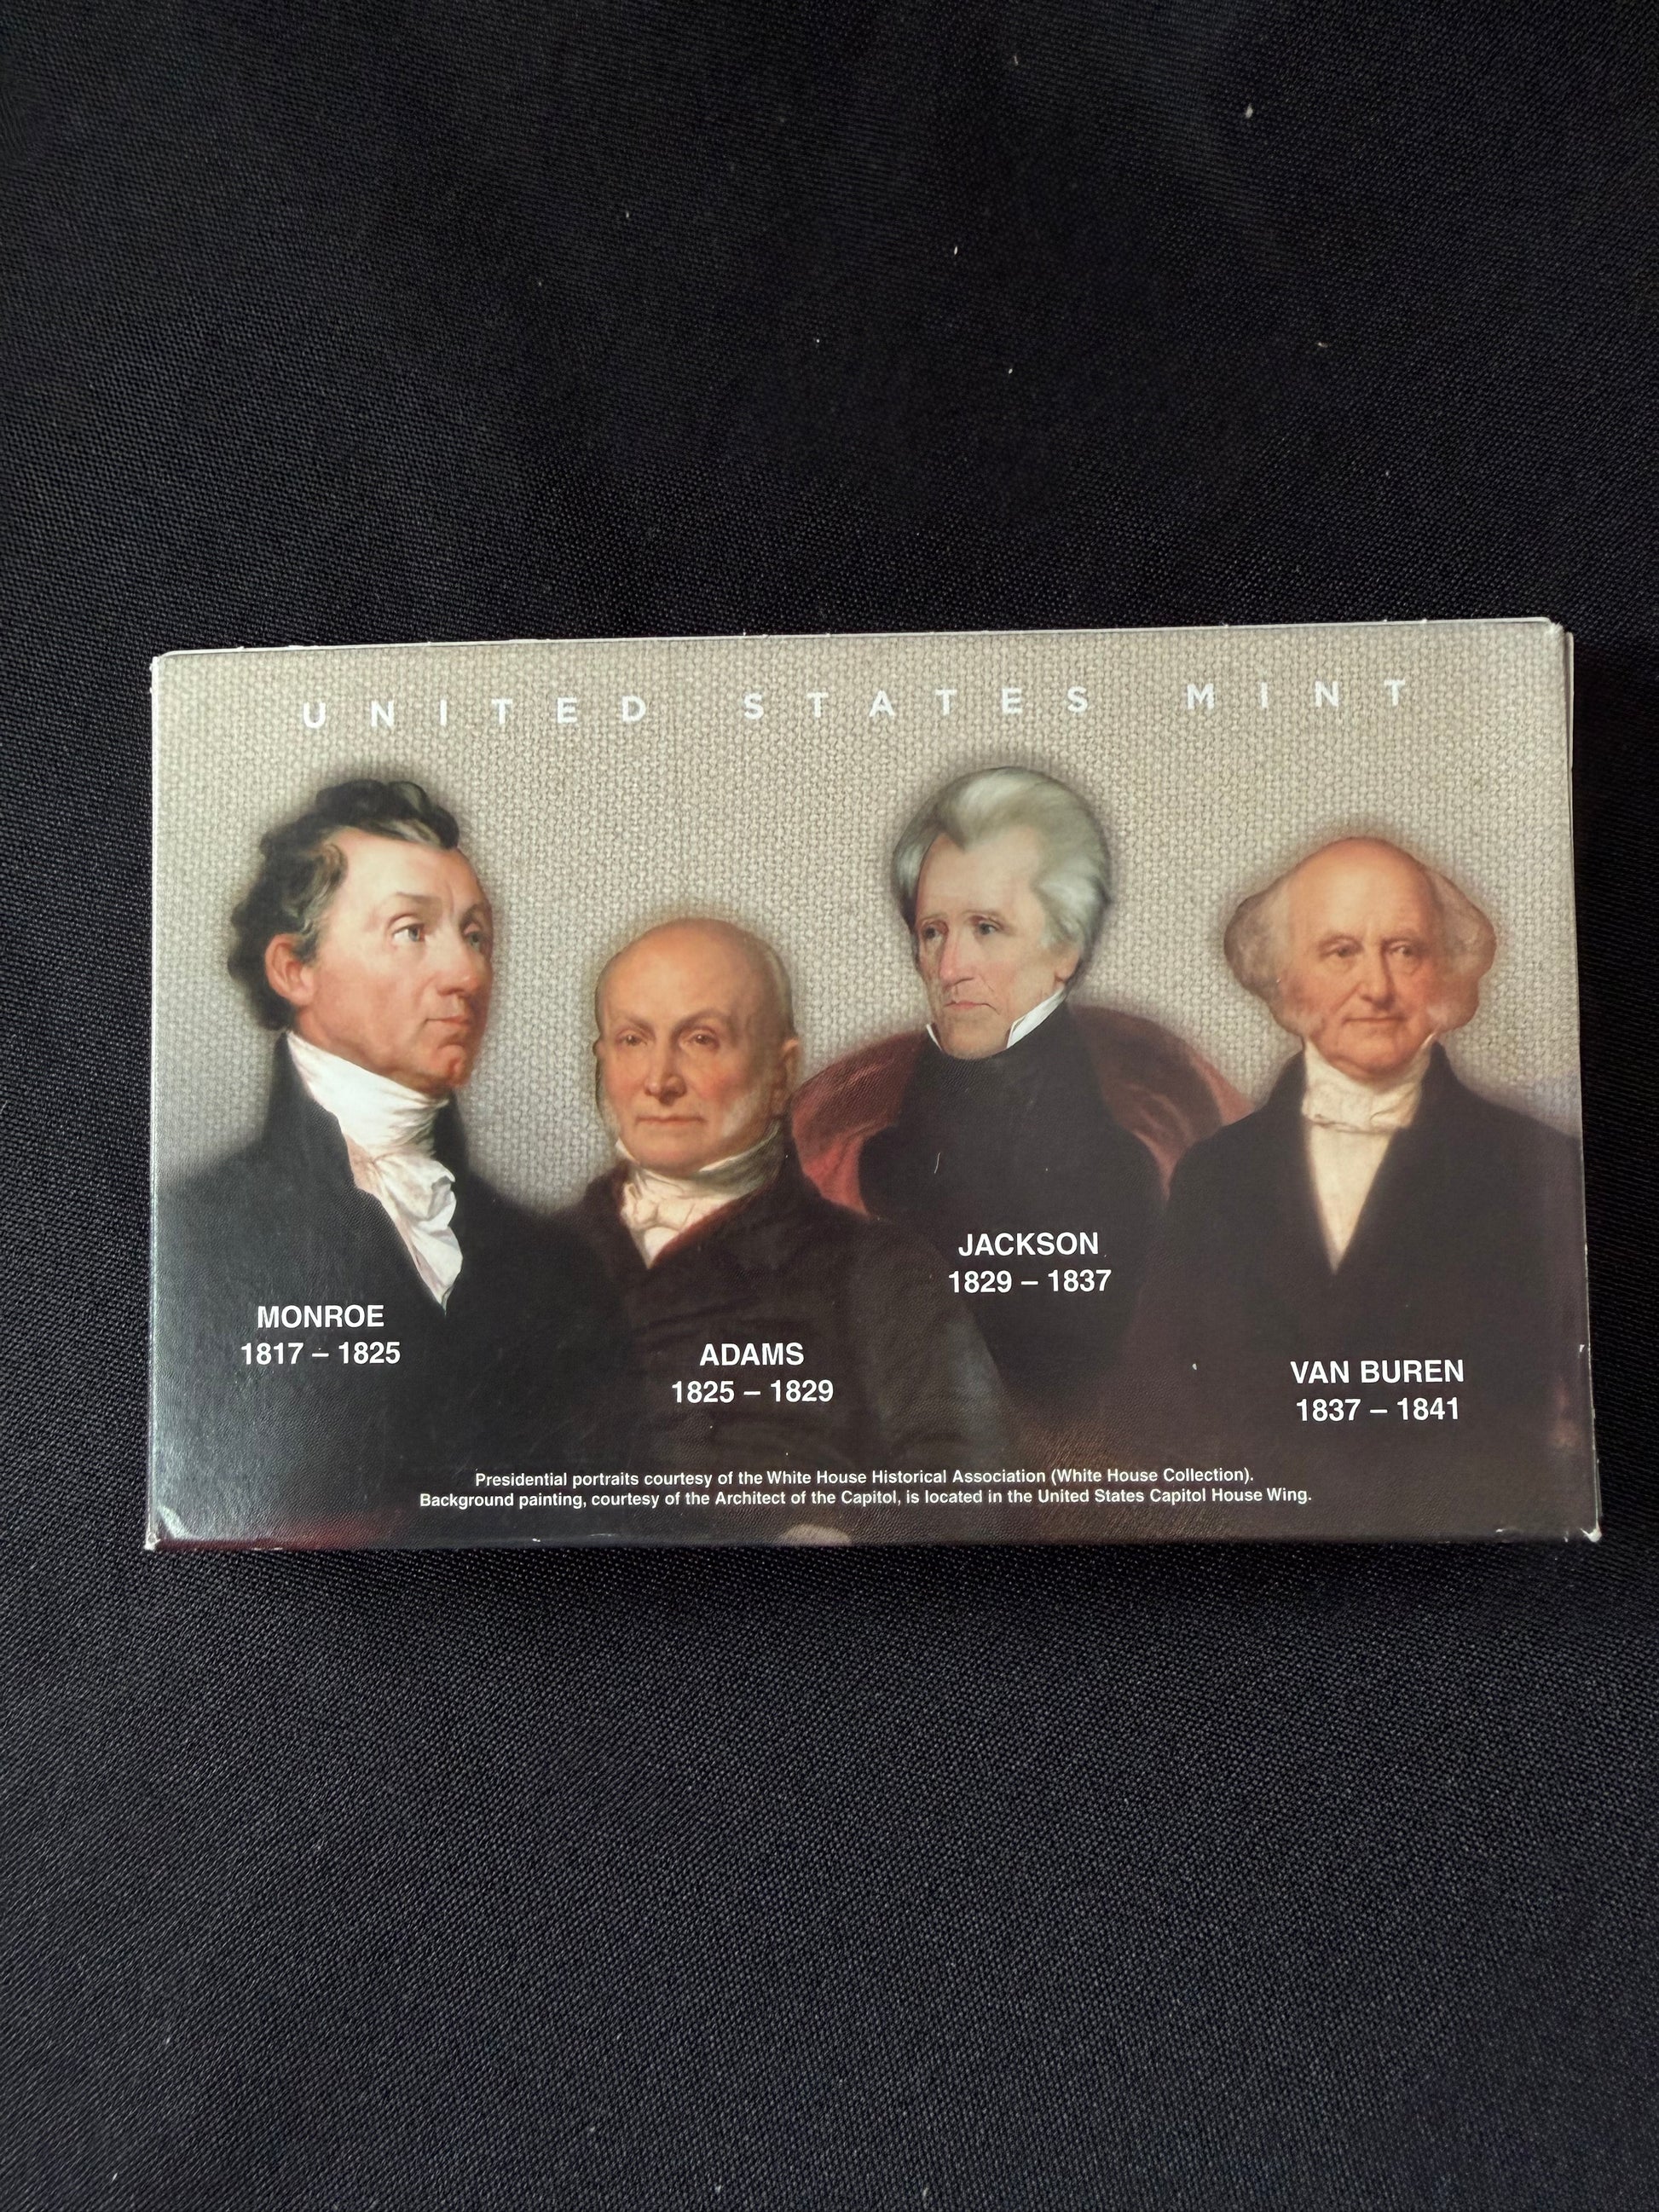 UNITED STATES MINT
MONROE
1817 – 1825
ADAMS
1825 – 1829
JACKSON
1829 – 1837
VAN BUREN
1837 – 1841
Presidential portraits courtesy of the White House Historical Association (White House Collection).
Background painting, courtesy of the Architect of the Capitol, is located in the United States Capitol House Wing.